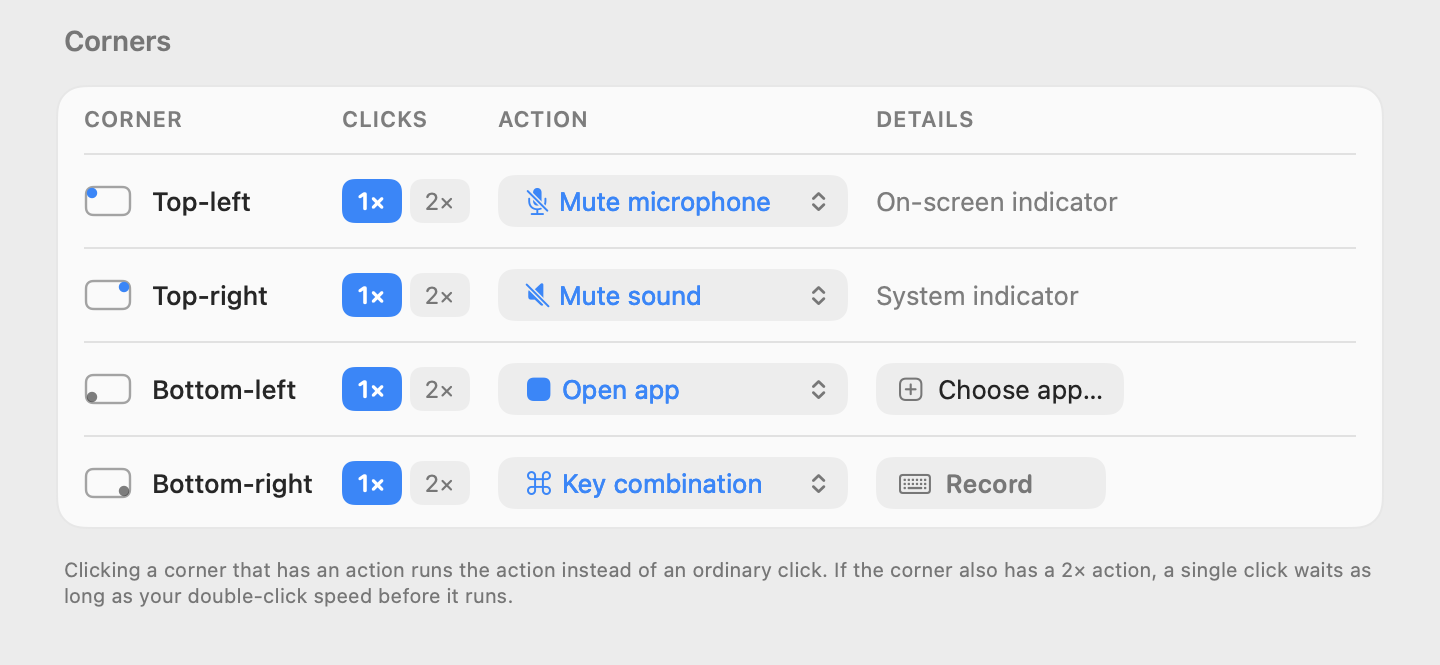 Corners
CORNER CLICKS ACTION DETAILS
Top-left 1× 2× Mute microphone On-screen indicator
Top-right 1× 2× Mute sound System indicator
Bottom-left 1× 2× Open app Choose app...
Bottom-right 1× 2× Key combination Record
Clicking a corner that has an action runs the action instead of an ordinary click. If the corner also has a 2× action, a single click waits as
long as your double-click speed before it runs.